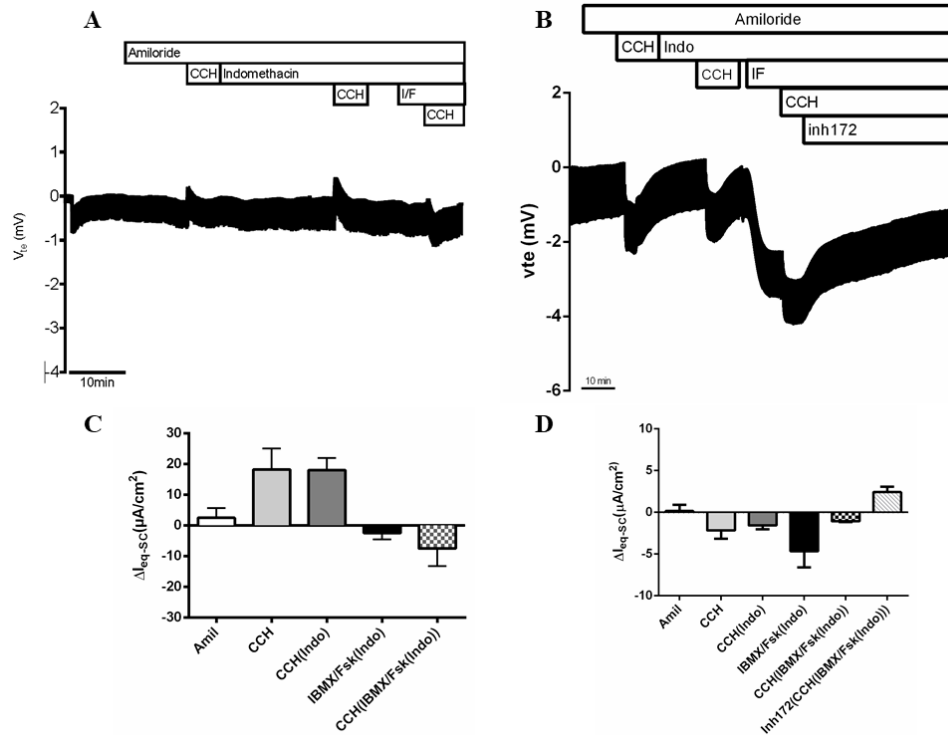 A
Amiloride
CCH
Indomethacin
CCH
I/F
CCH
2
1
0
-1
-2
-3
-4
Vte (mV)
10min
B
Amiloride
CCH
Indo
CCH
IF
CCH
inh172
2
0
-2
-4
-6
vte (mV)
10 min
C
30
20
10
0
-10
-20
-30
ΔIeq-sc(µA/cm2)
Amil
CCH
CCH(Indo)
IBMX/Fsk(Indo)
CCH(IBMX/Fsk(Indo))
D
10
5
0
-5
-10
ΔIeq-sc(µA/cm2)
Amil
CCH
CCH(Indo)
IBMX/Fsk(Indo)
CCH(IBMX/Fsk(Indo))
Inh172(CCH(IBMX/Fsk(Indo)))